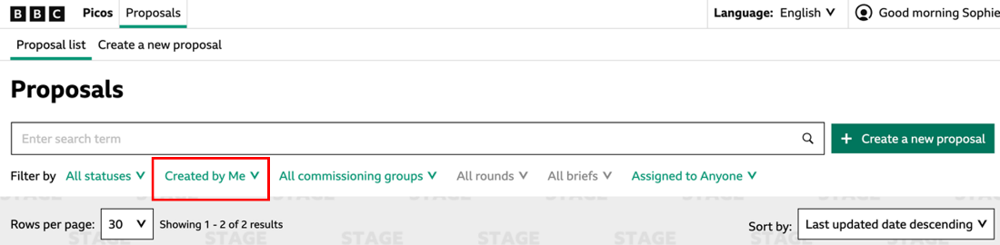 BBC Picos Proposals Language: English Good morning Sophie
Proposal list Create a new proposal
Proposals
Enter search term + Create a new proposal
Filter by All statuses Created by Me All commissioning groups All rounds All briefs Assigned to Anyone
STAGE STAGE STAGE STAGE STAGE STAGE STAGE
Rows per page: 30 Showing 1 - 2 of 2 results Sort by: Last updated date descending
STAGE STAGE STAGE STAGE STAGE STAGE